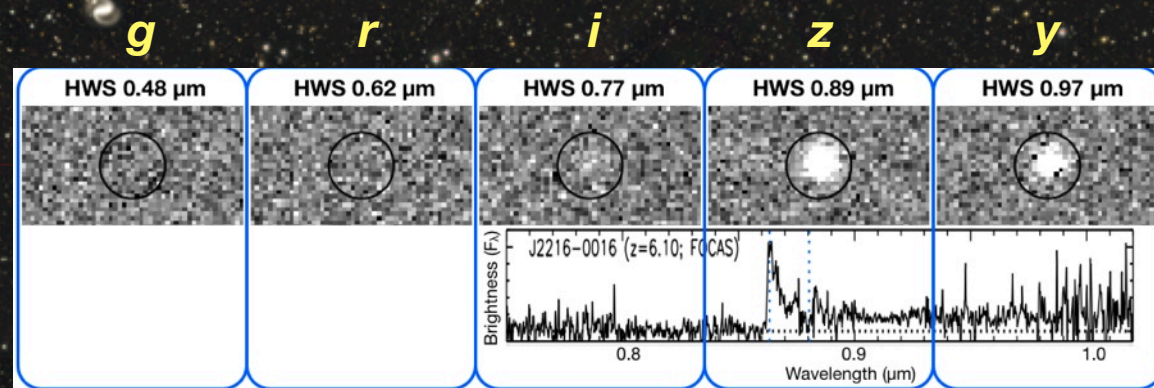 g r i z y
HWS 0.48 μm HWS 0.62 μm HWS 0.77 μm HWS 0.89 μm HWS 0.97 μm
Brightness (Fλ)
J2216-0016 (z=6.10; FOCAS)
0.8 0.9 1.0
Wavelength (μm)